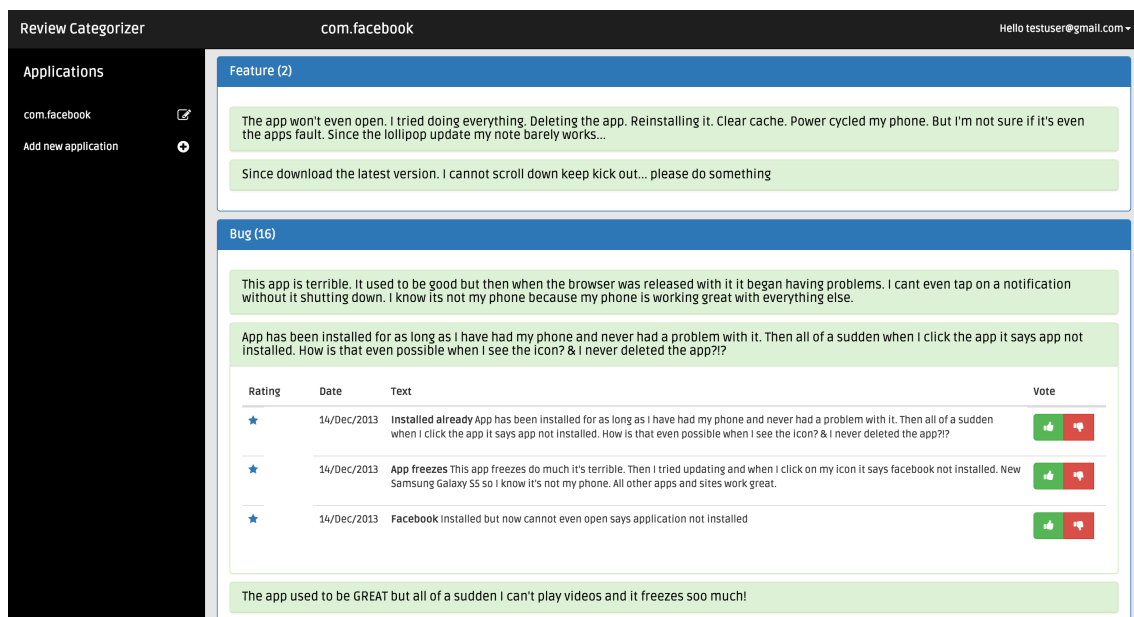 Review Categorizer
com.facebook
Hello testuser@gmail.com
Applications
com.facebook
Add new application
Feature (2)
The app won't even open. I tried doing everything. Deleting the app. Reinstalling it. Clear cache. Power cycled my phone. But I'm not sure if it's even
the apps fault. Since the lollipop update my note barely works...
Since download the latest version. I cannot scroll down keep kick out... please do something
Bug (16)
This app is terrible. It used to be good but then when the browser was released with it it began having problems. I cant even tap on a notification
without it shutting down. I know its not my phone because my phone is working great with everything else.
App has been installed for as long as I have had my phone and never had a problem with it. Then all of a sudden when I click the app it says app not
installed. How is that even possible when I see the icon? & I never deleted the app?!?
Rating Date Text Vote
14/Dec/2013 Installed already App has been installed for as long as I have had my phone and never had a problem with it. Then all of a sudden
when I click the app it says app not installed. How is that even possible when I see the icon? & I never deleted the app?!?
14/Dec/2013 App freezes This app freezes do much it's terrible. Then I tried updating and when I click on my icon it says facebook not installed. New
Samsung Galaxy S5 so I know it's not my phone. All other apps and sites work great.
14/Dec/2013 Facebook Installed but now cannot even open says application not installed
The app used to be GREAT but all of a sudden I can't play videos and it freezes soo much!